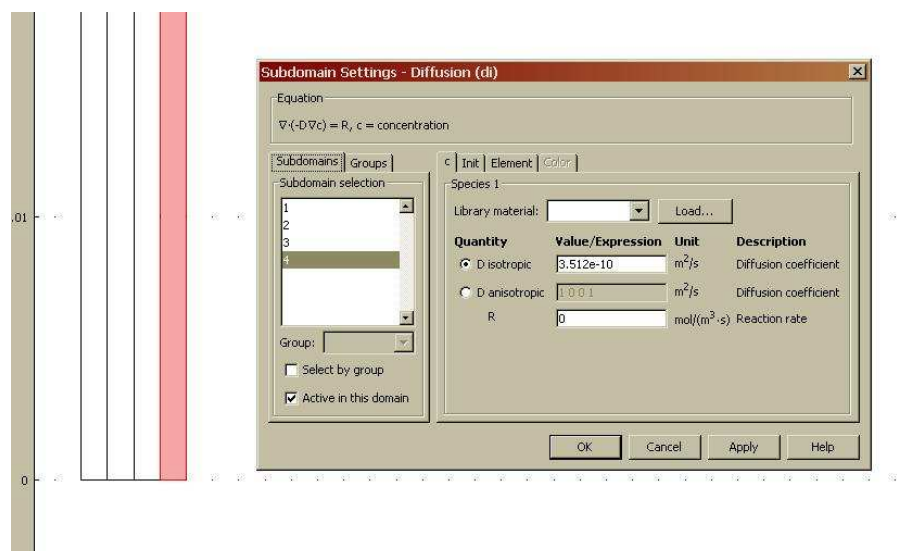 Subdomain Settings - Diffusion (di)
Equation
∇·(-D∇c) = R, c = concentration
Subdomains Groups
Subdomain selection
1
2
3
4
Group:
Select by group
Active in this domain
c Init Element Color
Species 1
Library material: Load...
Quantity Value/Expression Unit Description
D isotropic 3.512e-10 m²/s Diffusion coefficient
D anisotropic 1 0 0 1 m²/s Diffusion coefficient
R 0 mol/(m³·s) Reaction rate
OK Cancel Apply Help
.01
0